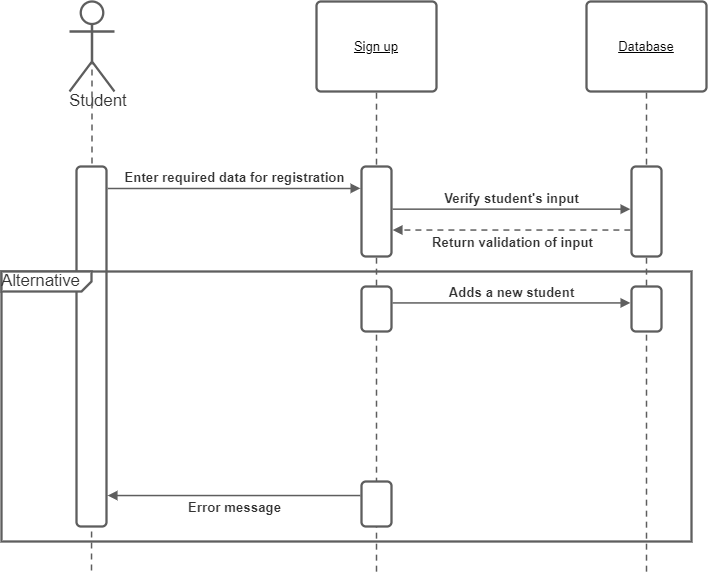 Sign up
Database
Student
Enter required data for registration
Verify student's input
Return validation of input
Alternative
Adds a new student
Error message